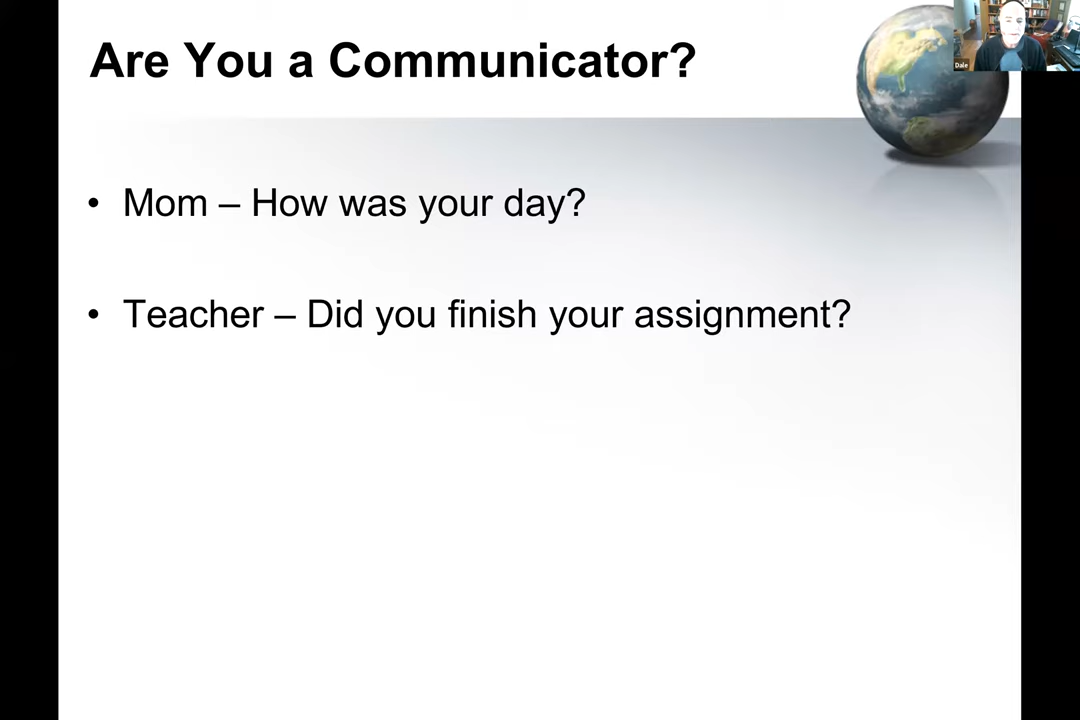 Are You a Communicator?
Dale
• Mom – How was your day?
• Teacher – Did you finish your assignment?